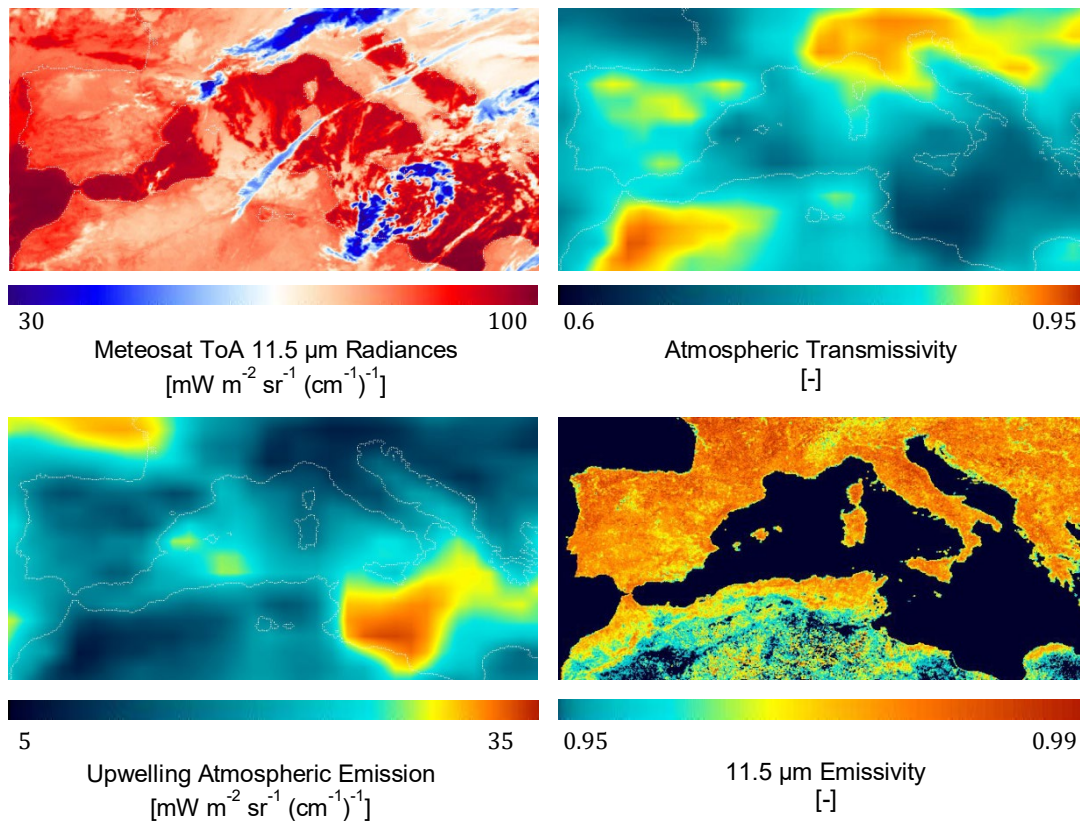 30 100
Meteosat ToA 11.5 µm Radiances
[mW m⁻² sr⁻¹ (cm⁻¹)⁻¹]
0.6 0.95
Atmospheric Transmissivity
[-]
5 35
Upwelling Atmospheric Emission
[mW m⁻² sr⁻¹ (cm⁻¹)⁻¹]
0.95 0.99
11.5 µm Emissivity
[-]